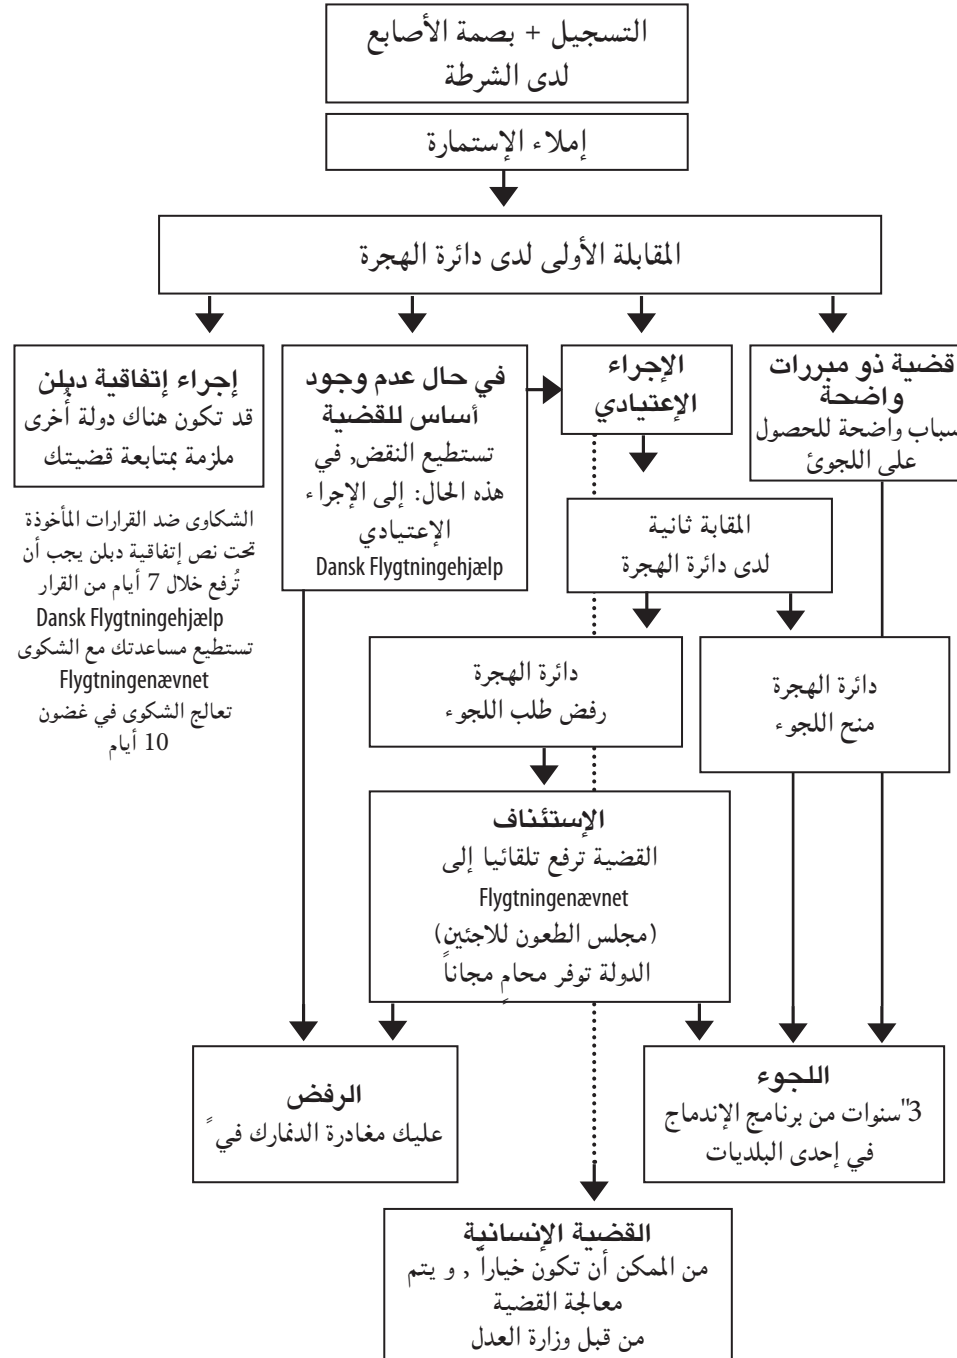 التسجيل + بصمة الأصابع
لدى الشرطة
إملاء الإستمارة
المقابلة الأولى لدى دائرة الهجرة
قضية ذو مبررات
واضحة
سباب واضحة للحصول
على اللجوئ
الإجراء
الإعتيادي
في حال عدم وجود
أساس للقضية
تستطيع النقض, في
هذه الحال: إلى الإجراء
الإعتيادي
Dansk Flygtningehjælp
إجراء إتفاقية دبلن
قد تكون هناك دولة أُخرى
ملزمة بمتابعة قضيتك
الشكاوى ضد القرارات المأخوذة
تحت نص إتفاقية دبلن يجب أن
تُرفع خلال 7 أيام من القرار
Dansk Flygtningehjælp
تستطيع مساعدتك مع الشكوى
Flygtningenævnet
تعالج الشكوى في غضون
10 أيام
المقابة ثانية
لدى دائرة الهجرة
دائرة الهجرة
منح اللجوء
دائرة الهجرة
رفض طلب اللجوء
الإستئناف
القضية ترفع تلقائيا إلى
Flygtningenævnet
(مجلس الطعون للاجئين)
الدولة توفر محامٍ مجاناً
اللجوء
3"سنوات من برنامج الإندماج
في إحدى البلديات
الرفض
عليك مغادرة الدنمارك في ً
القضية الإنسانية
من الممكن أن تكون خياراً , و يتم
معالجة القضية
من قبل وزارة العدل